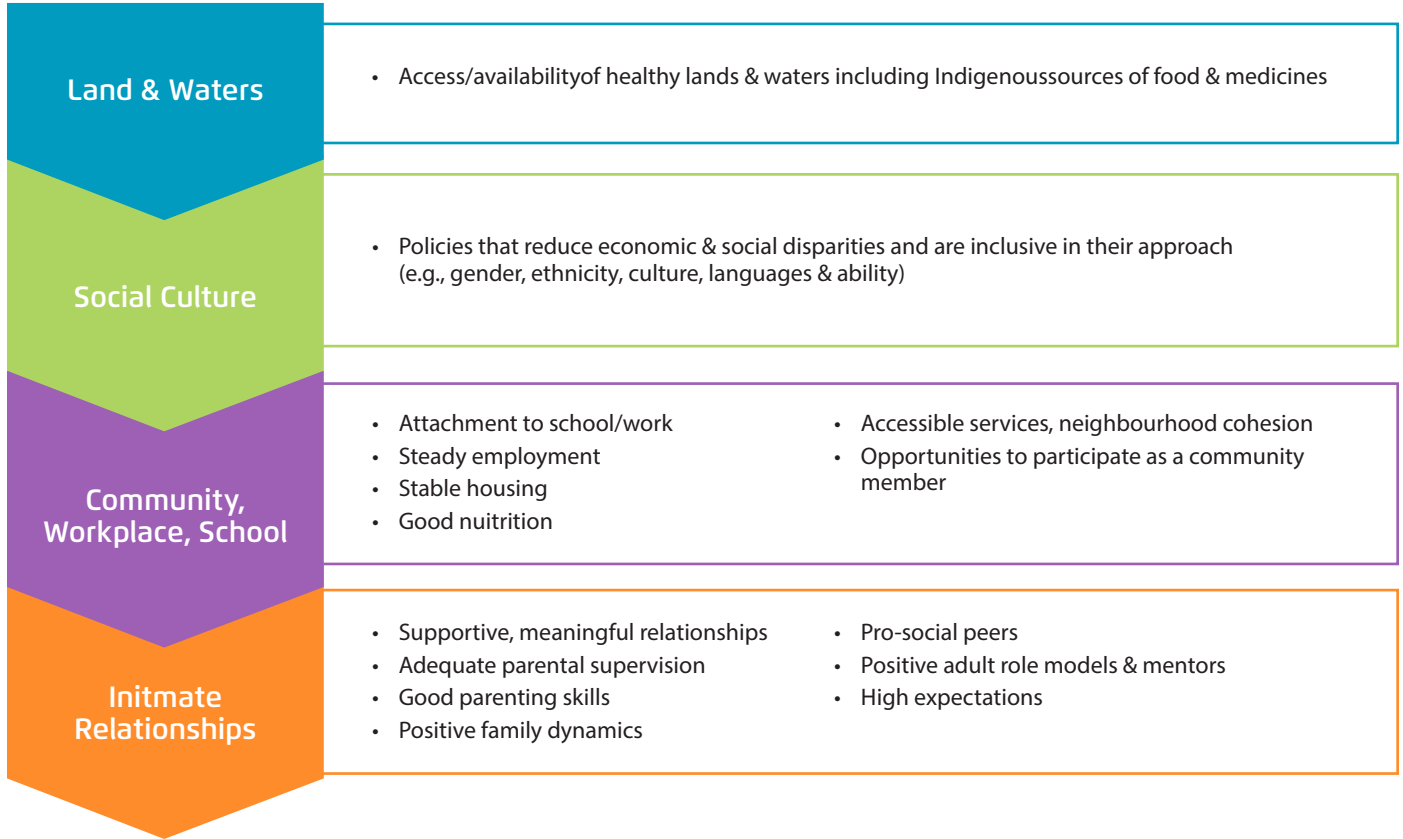 Land & Waters
• Access/availabilityof healthy lands & waters including Indigenoussources of food & medicines
Social Culture
• Policies that reduce economic & social disparities and are inclusive in their approach
(e.g., gender, ethnicity, culture, languages & ability)
Community,
Workplace, School
• Attachment to school/work
• Steady employment
• Stable housing
• Good nuitrition
• Accessible services, neighbourhood cohesion
• Opportunities to participate as a community
member
Initmate
Relationships
• Supportive, meaningful relationships
• Adequate parental supervision
• Good parenting skills
• Positive family dynamics
• Pro-social peers
• Positive adult role models & mentors
• High expectations